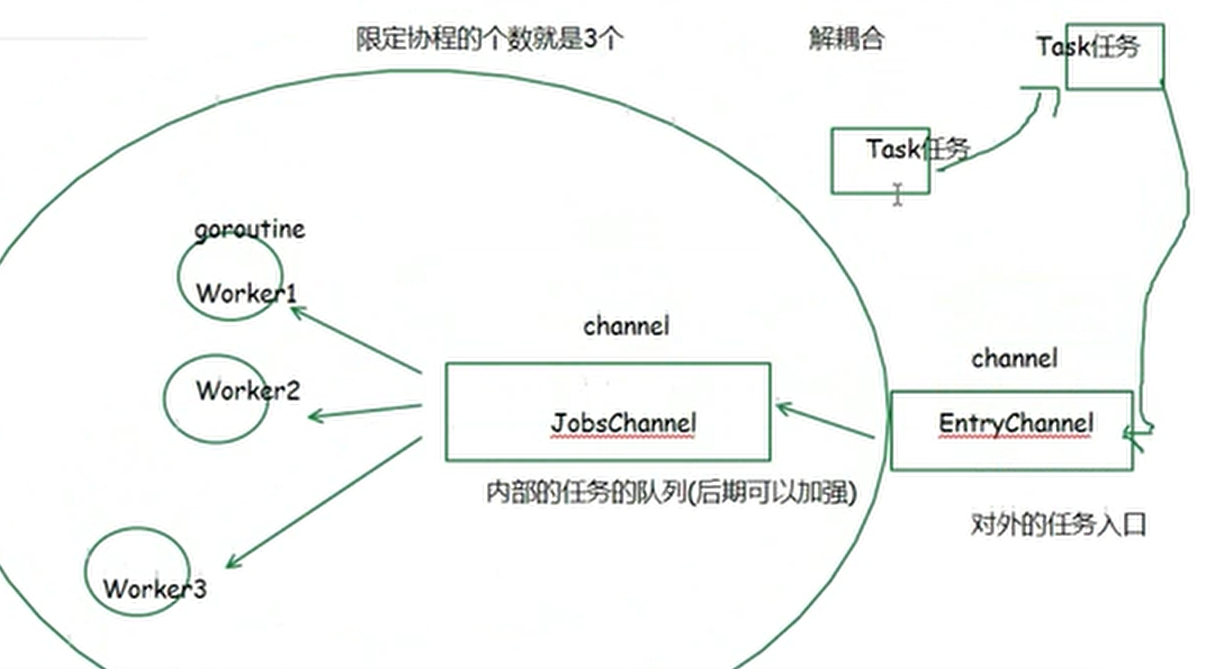 限定协程的个数就是3个
解耦合
Task任务
Task任务
goroutine
Worker1
channel
channel
Worker2
JobsChannel
EntryChannel
内部的任务的队列(后期可以加强)
对外的任务入口
Worker3